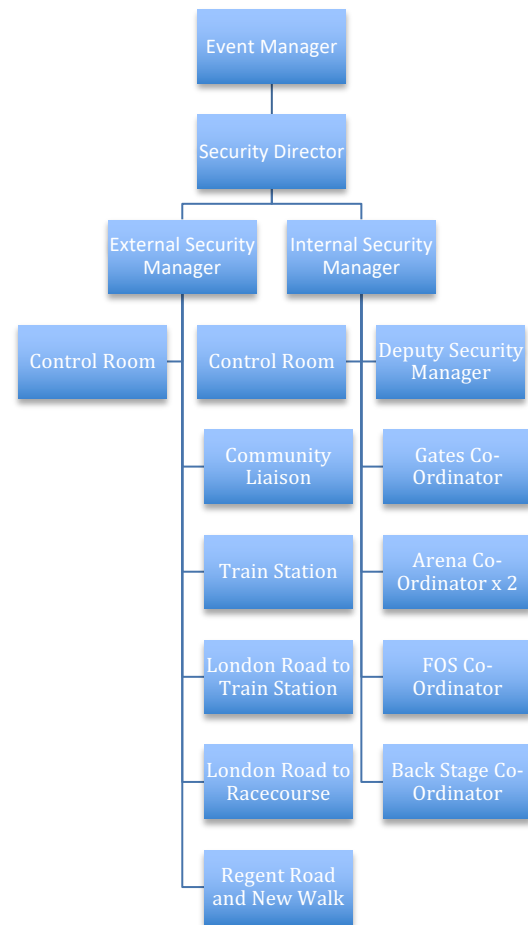 Event Manager
Security Director
External Security
Manager
Internal Security
Manager
Control Room
Control Room
Deputy Security
Manager
Community
Liaison
Gates Co-
Ordinator
Train Station
Arena Co-
Ordinator x 2
London Road to
Train Station
FOS Co-
Ordinator
London Road to
Racecourse
Back Stage Co-
Ordinator
Regent Road
and New Walk